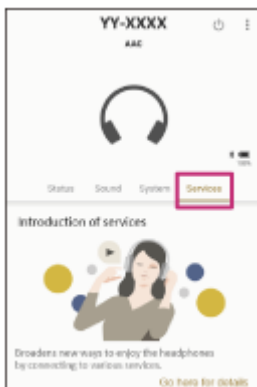 YY-XXXX
AAC
100%
Status Sound System Services
Introduction of services
Broadens new ways to enjoy the headphones
by connecting to various services.
Go here for details